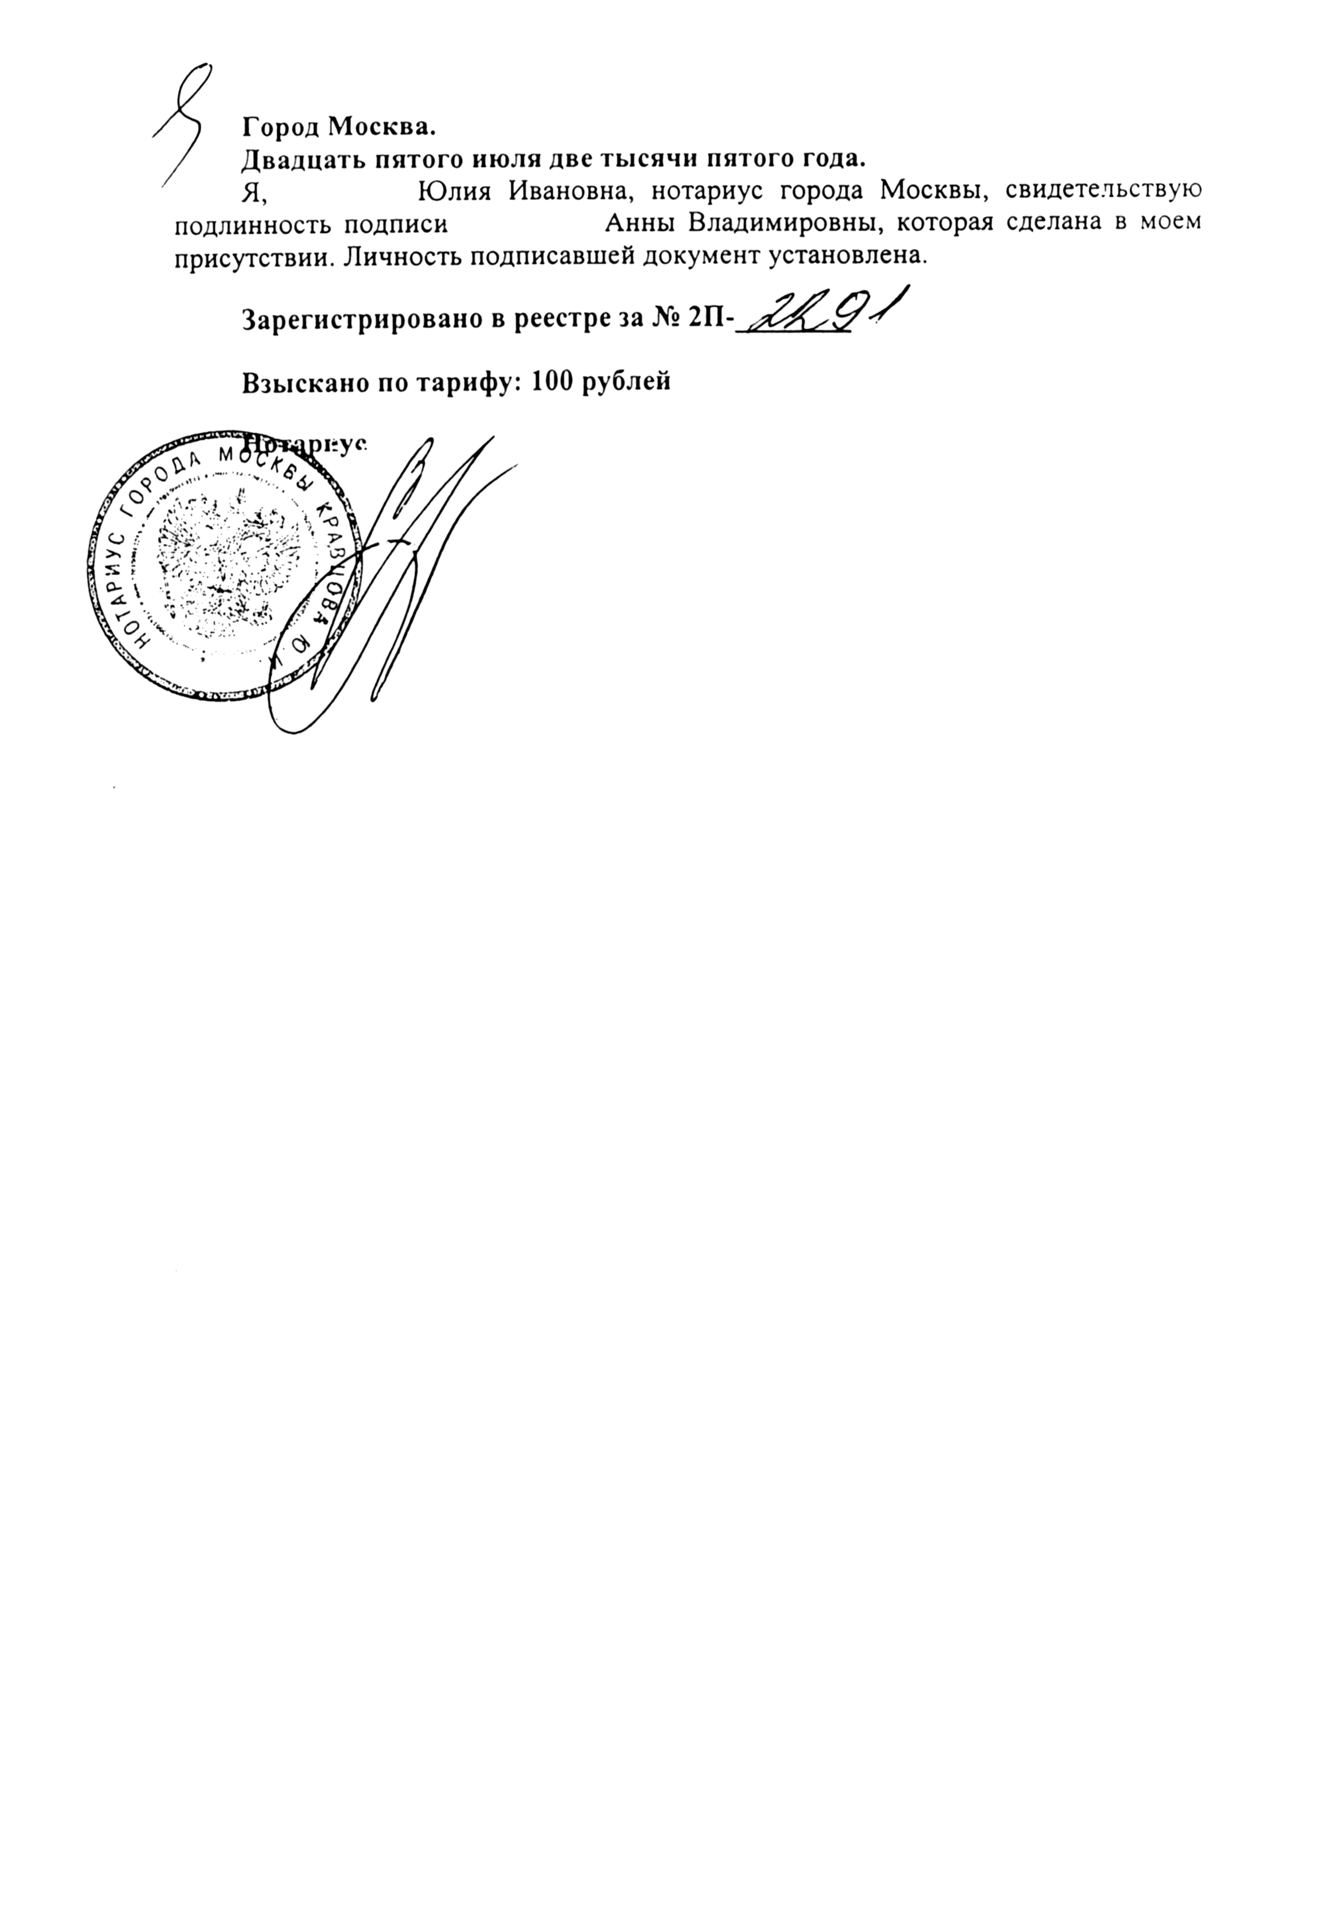 Город Москва.
Двадцать пятого июля две тысячи пятого года.
Я, Юлия Ивановна, нотариус города Москвы, свидетельствую
подлинность подписи Анны Владимировны, которая сделана в моем
присутствии. Личность подписавшей документ установлена.
Зарегистрировано в реестре за № 2П-2291
Взыскано по тарифу: 100 рублей
Нотариус
НОТАРИУС ГОРОДА МОСКВЫ КРАВЦОВА Ю И